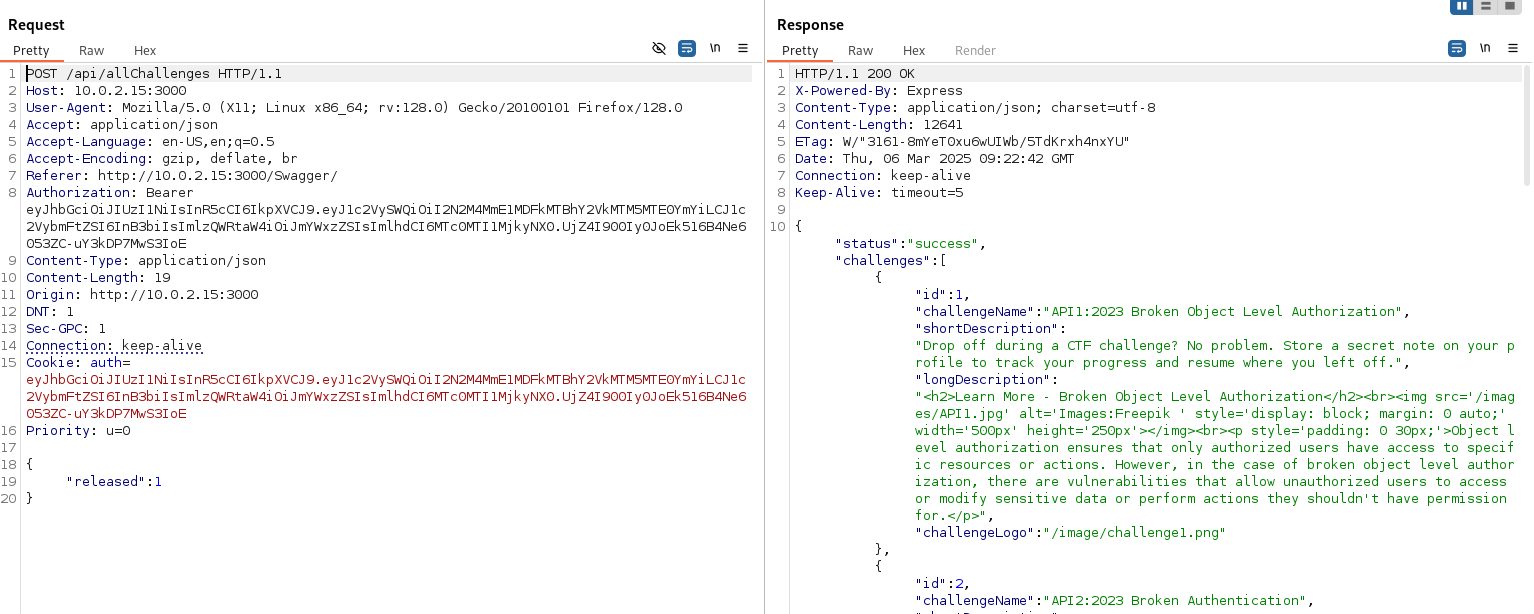 Request
Pretty Raw Hex
\n
1 POST /api/allChallenges HTTP/1.1
2 Host: 10.0.2.15:3000
3 User-Agent: Mozilla/5.0 (X11; Linux x86_64; rv:128.0) Gecko/20100101 Firefox/128.0
4 Accept: application/json
5 Accept-Language: en-US,en;q=0.5
6 Accept-Encoding: gzip, deflate, br
7 Referer: http://10.0.2.15:3000/Swagger/
8 Authorization: Bearer
eyJhbGciOiJIUzI1NiIsInR5cCI6IkpXVCJ9.eyJ1c2VySWQiOiI2N2M4MmE1MDFkMTBhY2VkMTM5MTE0YmYiLCJ1c
2VybmFtZSI6InB3biIsImlzQWRtaW4iOiJmYWxzZSIsImlhdCI6MTc0MTI1MjkyNX0.UjZ4I900Iy0JoEk516B4Ne6
053ZC-uY3kDP7MwS3IoE
9 Content-Type: application/json
10 Content-Length: 19
11 Origin: http://10.0.2.15:3000
12 DNT: 1
13 Sec-GPC: 1
14 Connection: keep-alive
15 Cookie: auth=
eyJhbGciOiJIUzI1NiIsInR5cCI6IkpXVCJ9.eyJ1c2VySWQiOiI2N2M4MmE1MDFkMTBhY2VkMTM5MTE0YmYiLCJ1c
2VybmFtZSI6InB3biIsImlzQWRtaW4iOiJmYWxzZSIsImlhdCI6MTc0MTI1MjkyNX0.UjZ4I900Iy0JoEk516B4Ne6
053ZC-uY3kDP7MwS3IoE
16 Priority: u=0
17
18 {
19 "released":1
20 }
Response
Pretty Raw Hex Render
\n
1 HTTP/1.1 200 OK
2 X-Powered-By: Express
3 Content-Type: application/json; charset=utf-8
4 Content-Length: 12641
5 ETag: W/"3161-8mYeT0xu6wUIWb/5TdKrxh4nxYU"
6 Date: Thu, 06 Mar 2025 09:22:42 GMT
7 Connection: keep-alive
8 Keep-Alive: timeout=5
9
10 {
"status":"success",
"challenges":[
{
"id":1,
"challengeName":"API1:2023 Broken Object Level Authorization",
"shortDescription":
"Drop off during a CTF challenge? No problem. Store a secret note on your p
rofile to track your progress and resume where you left off.",
"longDescription":
"<h2>Learn More - Broken Object Level Authorization</h2><br><img src='/imag
es/API1.jpg' alt='Images:Freepik ' style='display: block; margin: 0 auto;'
width='500px' height='250px'></img><br><p style='padding: 0 30px;'>Object l
evel authorization ensures that only authorized users have access to specif
ic resources or actions. However, in the case of broken object level author
ization, there are vulnerabilities that allow unauthorized users to access
or modify sensitive data or perform actions they shouldn't have permission
for.</p>",
"challengeLogo":"/image/challenge1.png"
},
{
"id":2,
"challengeName":"API2:2023 Broken Authentication",